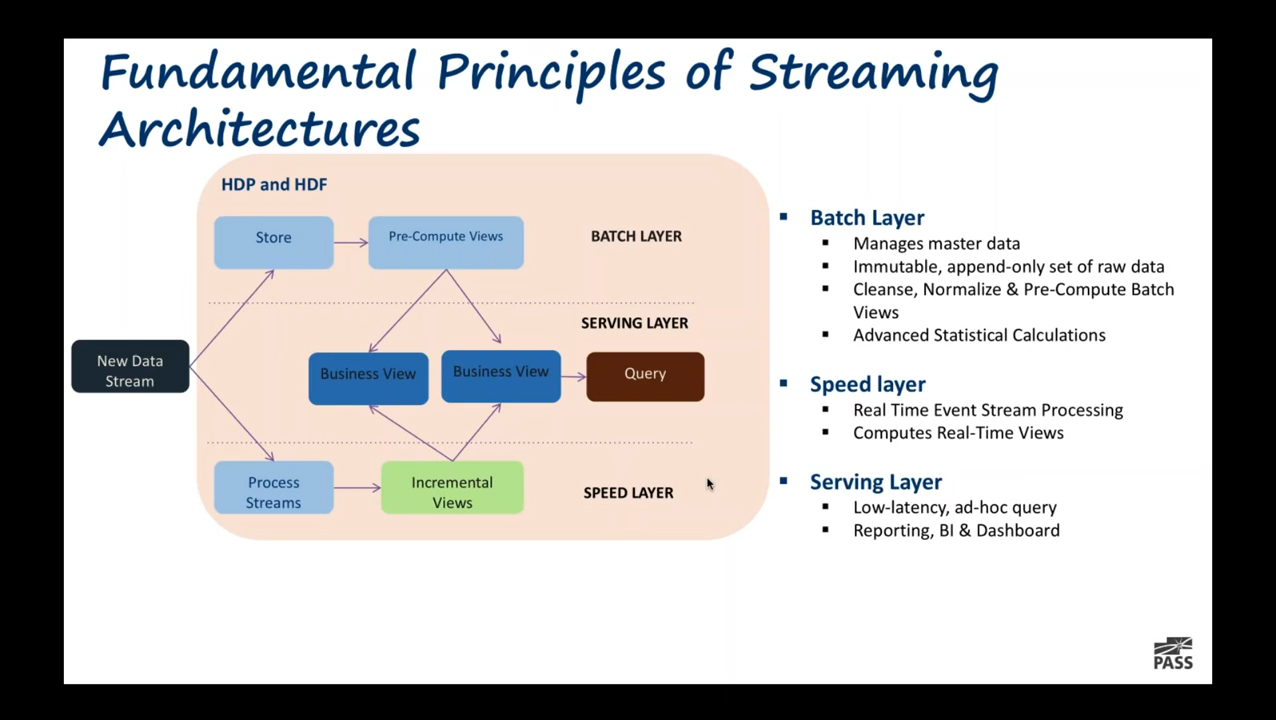 Fundamental Principles of Streaming
Architectures
HDP and HDF
Store
Pre-Compute Views
BATCH LAYER
SERVING LAYER
New Data
Stream
Business View
Business View
Query
Process
Streams
Incremental
Views
SPEED LAYER
▪ Batch Layer
▪ Manages master data
▪ Immutable, append-only set of raw data
▪ Cleanse, Normalize & Pre-Compute Batch
Views
▪ Advanced Statistical Calculations
▪ Speed layer
▪ Real Time Event Stream Processing
▪ Computes Real-Time Views
▪ Serving Layer
▪ Low-latency, ad-hoc query
▪ Reporting, BI & Dashboard
PASS